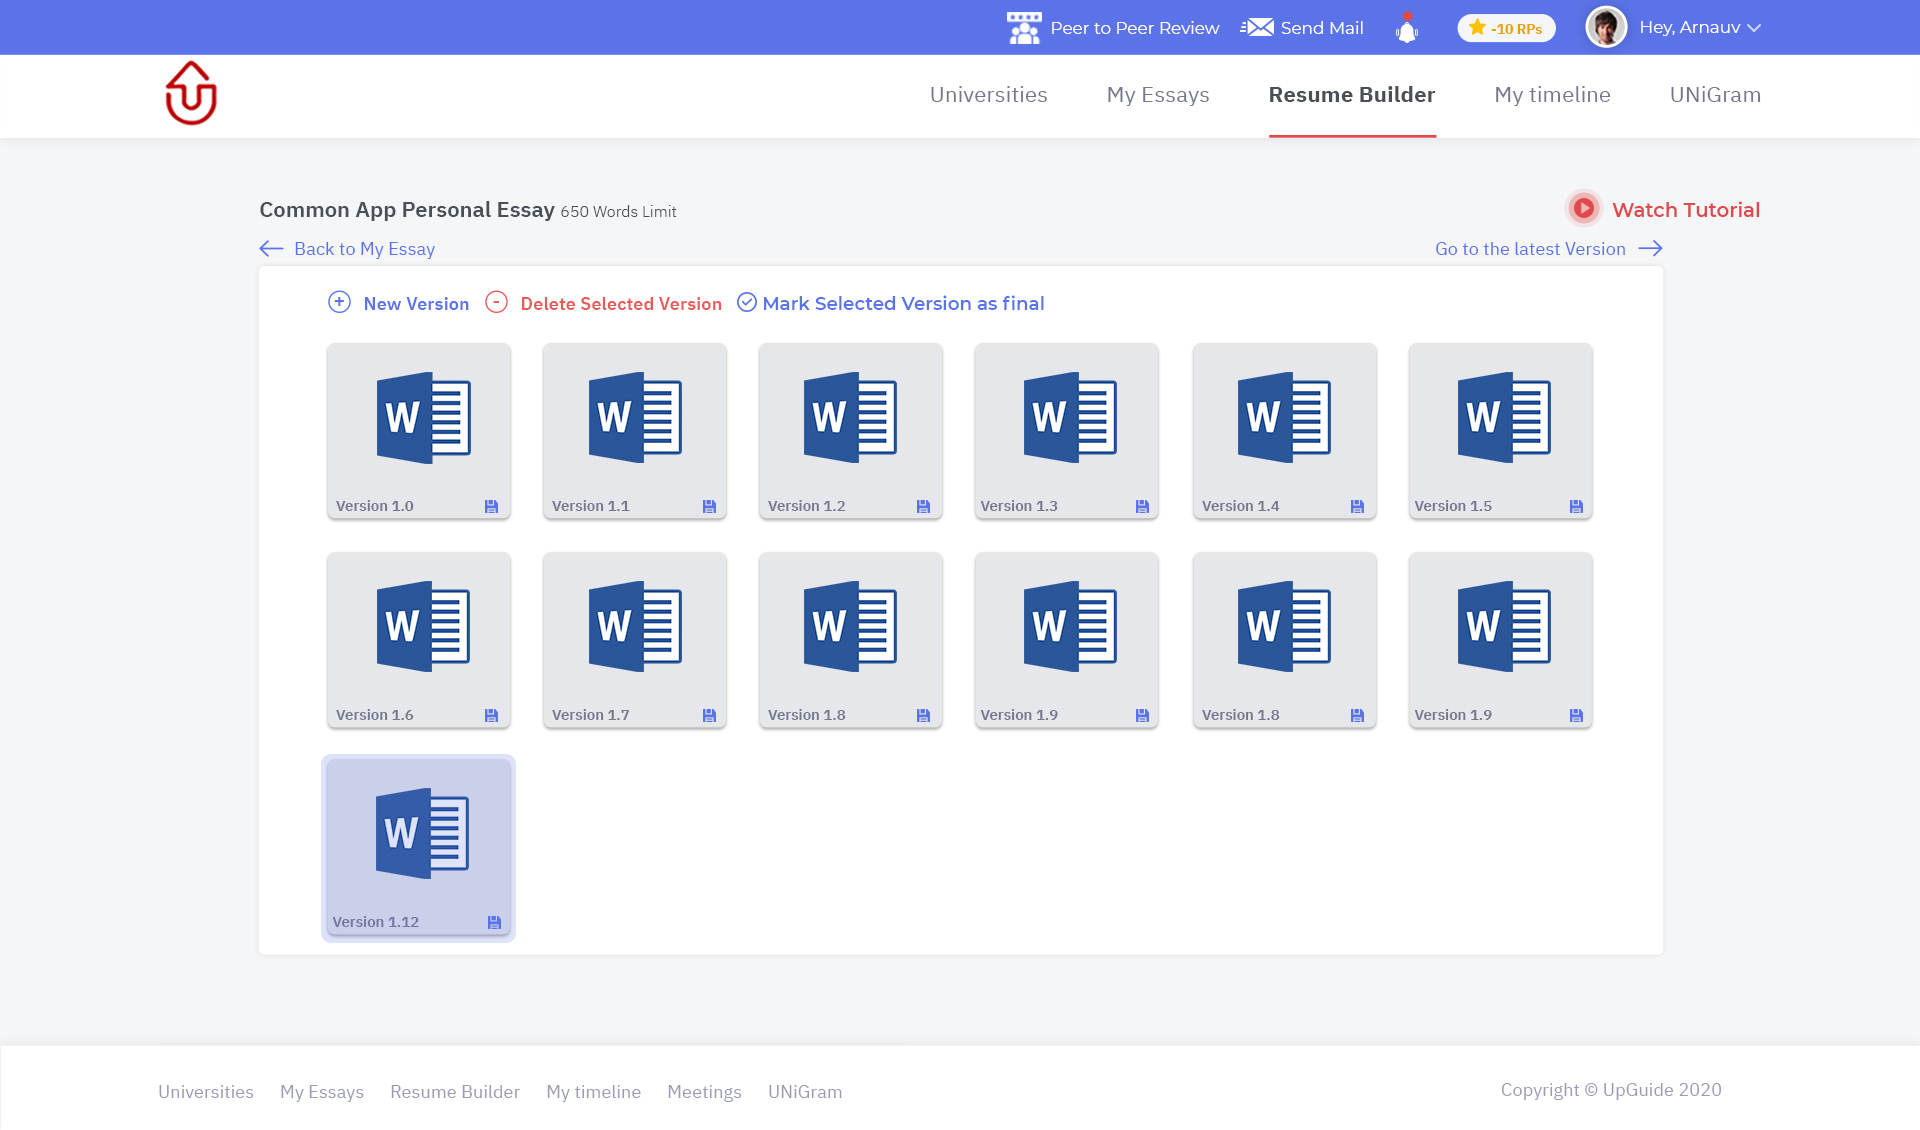 Peer to Peer Review Send Mail -10 RPs Hey, Arnauv
Universities My Essays Resume Builder My timeline UNiGram
Common App Personal Essay 650 Words Limit Watch Tutorial
Back to My Essay Go to the latest Version
+ New Version - Delete Selected Version Mark Selected Version as final
W W W W W W
Version 1.0 Version 1.1 Version 1.2 Version 1.3 Version 1.4 Version 1.5
W W W W W W
Version 1.6 Version 1.7 Version 1.8 Version 1.9 Version 1.8 Version 1.9
W
Version 1.12
Universities My Essays Resume Builder My timeline Meetings UNiGram Copyright © UpGuide 2020